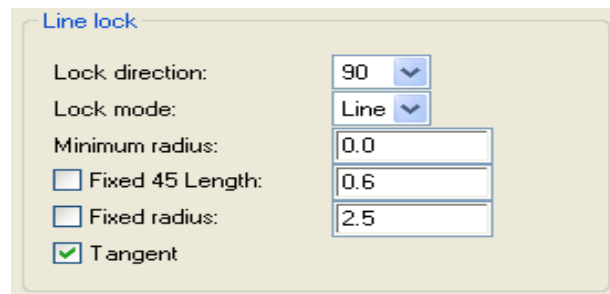 Line lock
Lock direction: 90
Lock mode: Line
Minimum radius: 0.0
Fixed 45 Length: 0.6
Fixed radius: 2.5
Tangent